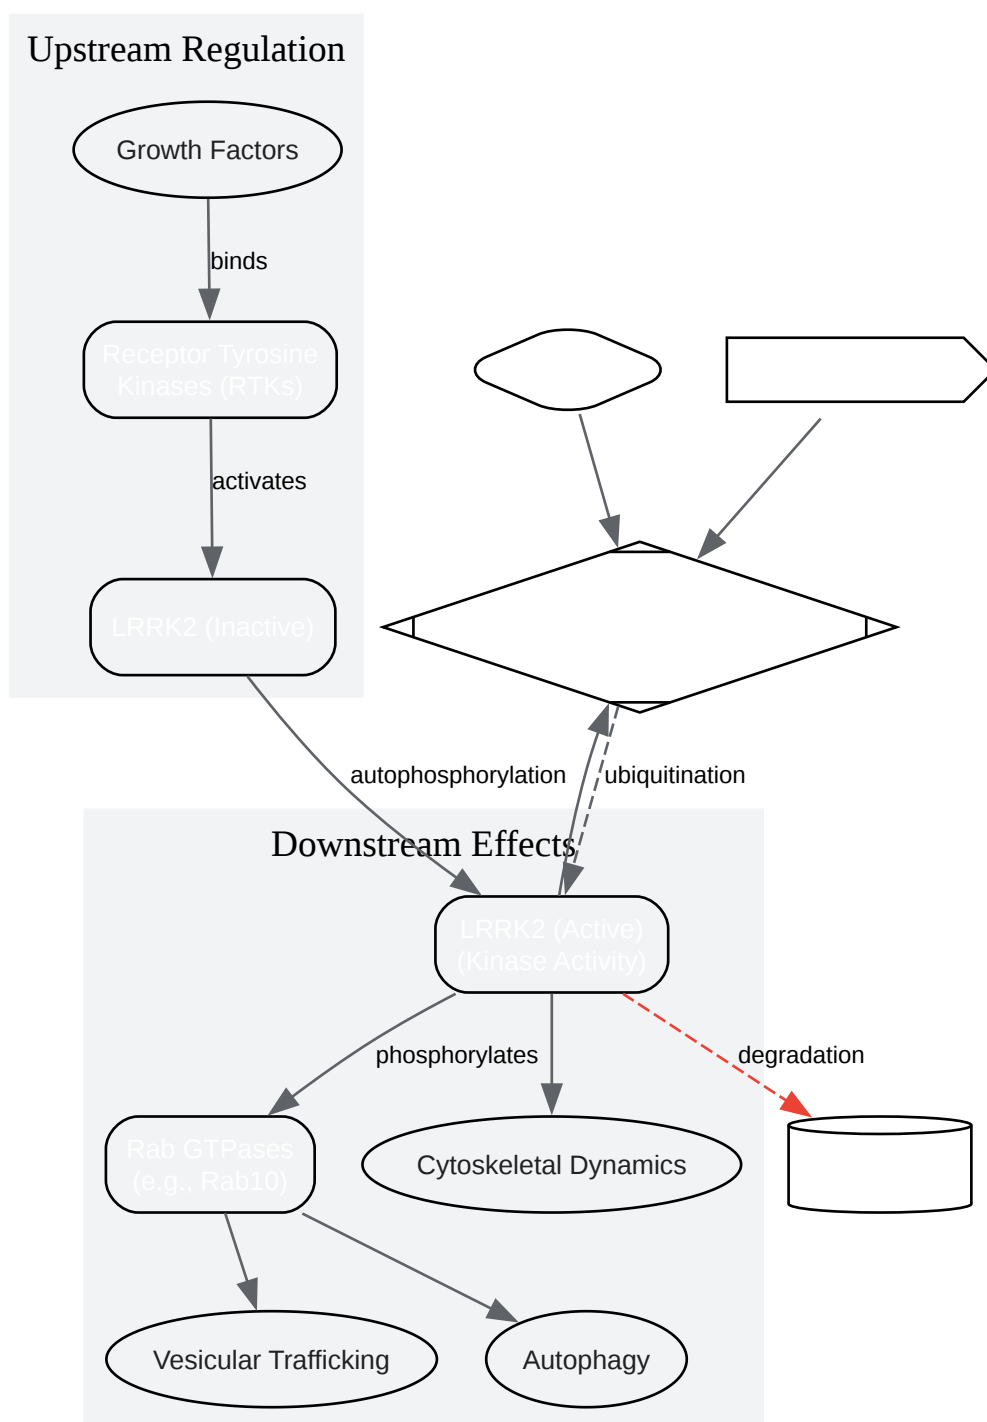 Upstream Regulation
Growth Factors
binds
Receptor Tyrosine
Kinases (RTKs)
activates
LRRK2 (Inactive)
autophosphorylation
ubiquitination
Downstream Effects
LRRK2 (Active)
(Kinase Activity)
phosphorylates
degradation
Rab GTPases
(e.g., Rab10)
Cytoskeletal Dynamics
Vesicular Trafficking
Autophagy